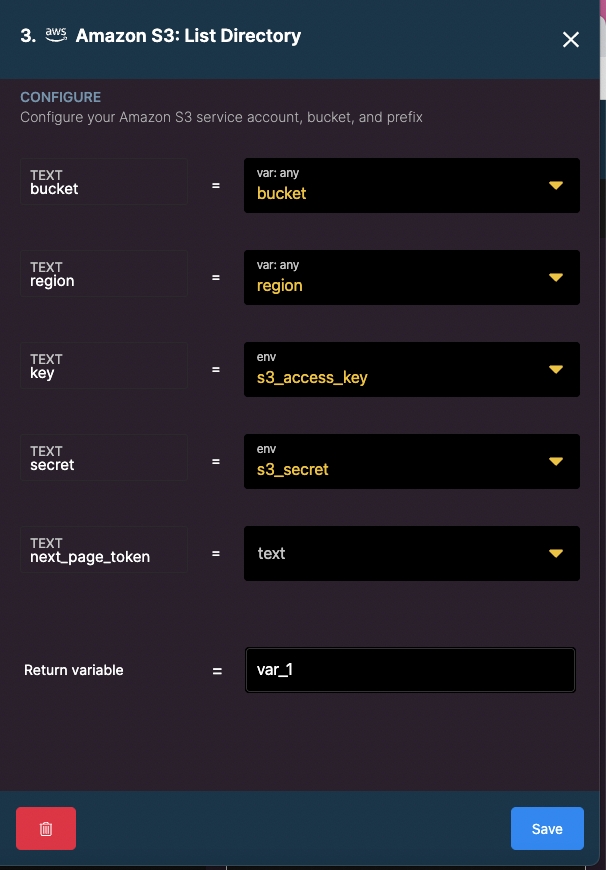 3. aws Amazon S3: List Directory
CONFIGURE
Configure your Amazon S3 service account, bucket, and prefix
TEXT
bucket
=
var: any
bucket
TEXT
region
=
var: any
region
TEXT
key
=
env
s3_access_key
TEXT
secret
=
env
s3_secret
TEXT
next_page_token
=
text
Return variable = var_1
Save